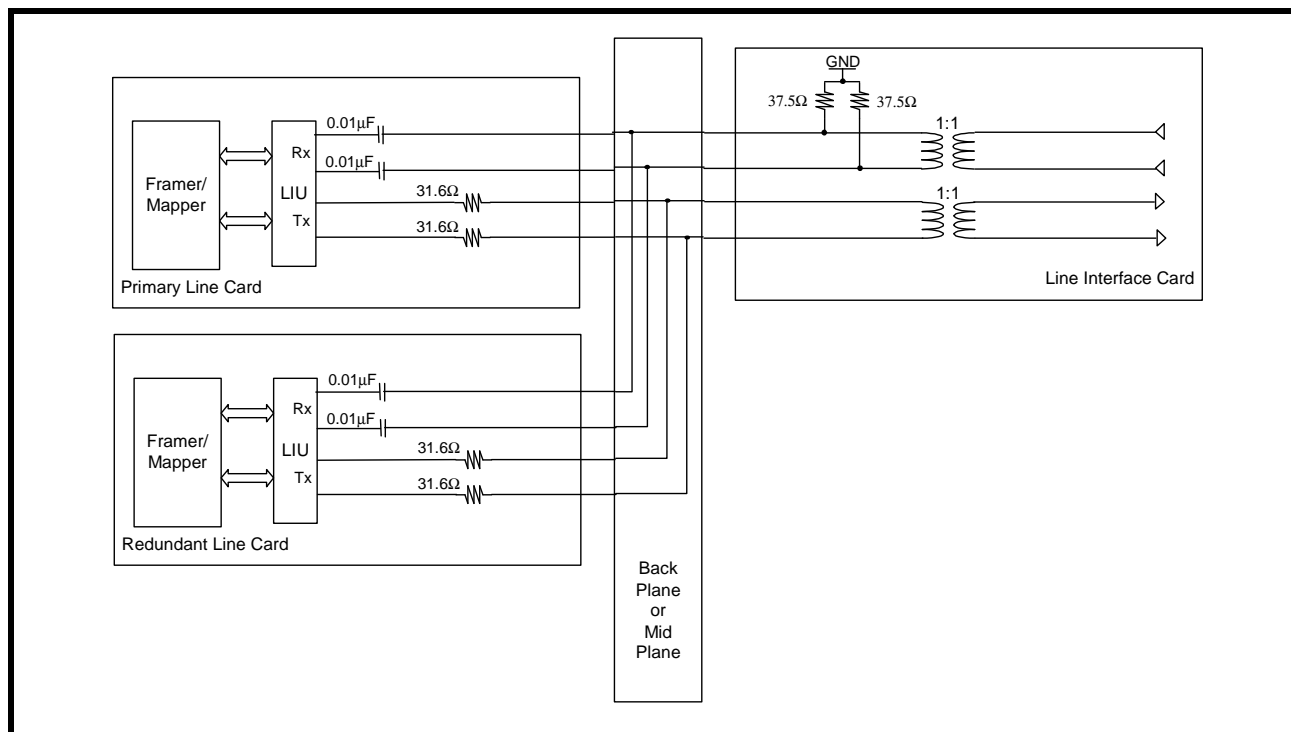 0.01µF
Rx
0.01µF
Framer/
Mapper
LIU
31.6Ω
Tx
31.6Ω
Primary Line Card
GND
37.5Ω
37.5Ω
1:1
1:1
Line Interface Card
0.01µF
Rx
0.01µF
Framer/
Mapper
LIU
31.6Ω
Tx
31.6Ω
Redundant Line Card
Back
Plane
or
Mid
Plane